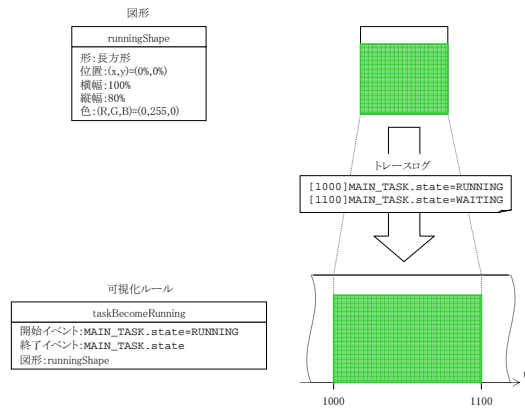 図形
runningShape
形:長方形
位置:(x,y)=(0%,0%)
横幅:100%
縦幅:80%
色:(R,G,B)=(0,255,0)
トレースログ
[1000]MAIN_TASK.state=RUNNING
[1100]MAIN_TASK.state=WAITING
可視化ルール
taskBecomeRunning
開始イベント:MAIN_TASK.state=RUNNING
終了イベント:MAIN_TASK.state
図形:runningShape
t
1000
1100